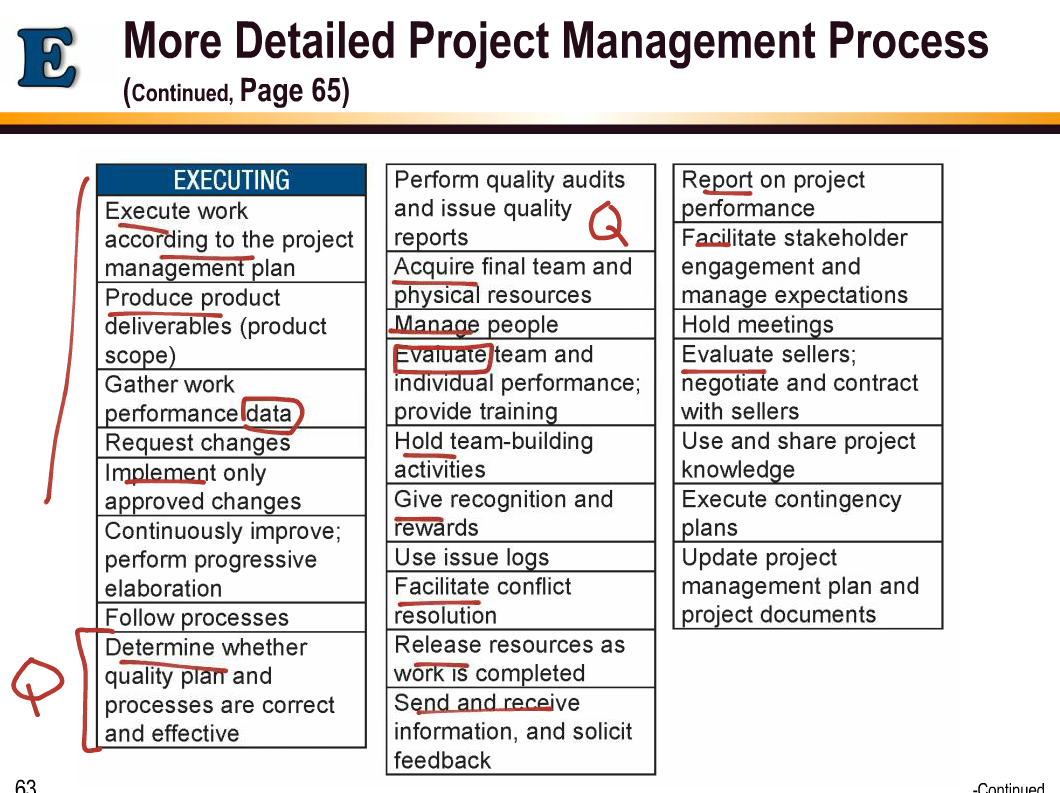 E
More Detailed Project Management Process
(Continued, Page 65)
EXECUTING
Execute work
according to the project
management plan
Produce product
deliverables (product
scope)
Gather work
performance data
Request changes
Implement only
approved changes
Continuously improve;
perform progressive
elaboration
Follow processes
Determine whether
quality plan and
processes are correct
and effective
Q
Perform quality audits
and issue quality
reports
Q
Acquire final team and
physical resources
Manage people
Evaluate team and
individual performance;
provide training
Hold team-building
activities
Give recognition and
rewards
Use issue logs
Facilitate conflict
resolution
Release resources as
work is completed
Send and receive
information, and solicit
feedback
Report on project
performance
Facilitate stakeholder
engagement and
manage expectations
Hold meetings
Evaluate sellers;
negotiate and contract
with sellers
Use and share project
knowledge
Execute contingency
plans
Update project
management plan and
project documents
63
-Continued